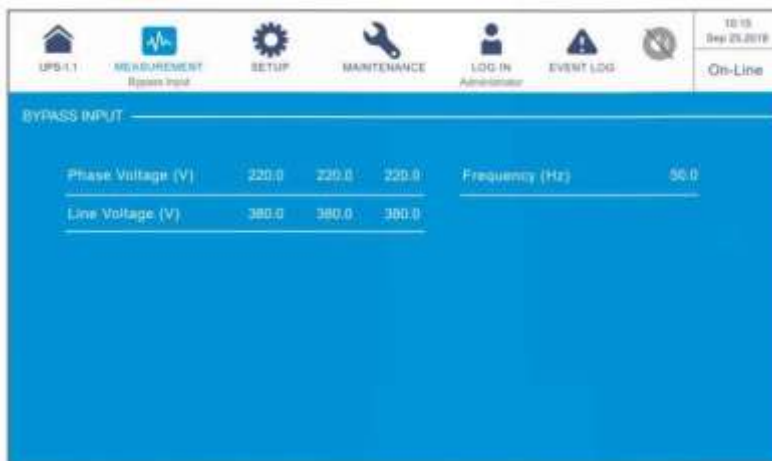 10:15
Sep 25,2018
UPS-1.1
MEASUREMENT
Bypass Input
SETUP
MAINTENANCE
LOG IN
Administrator
EVENT LOG
On-Line
BYPASS INPUT
Phase Voltage (V) 220.0 220.0 220.0 Frequency (Hz) 50.0
Line Voltage (V) 380.0 380.0 380.0